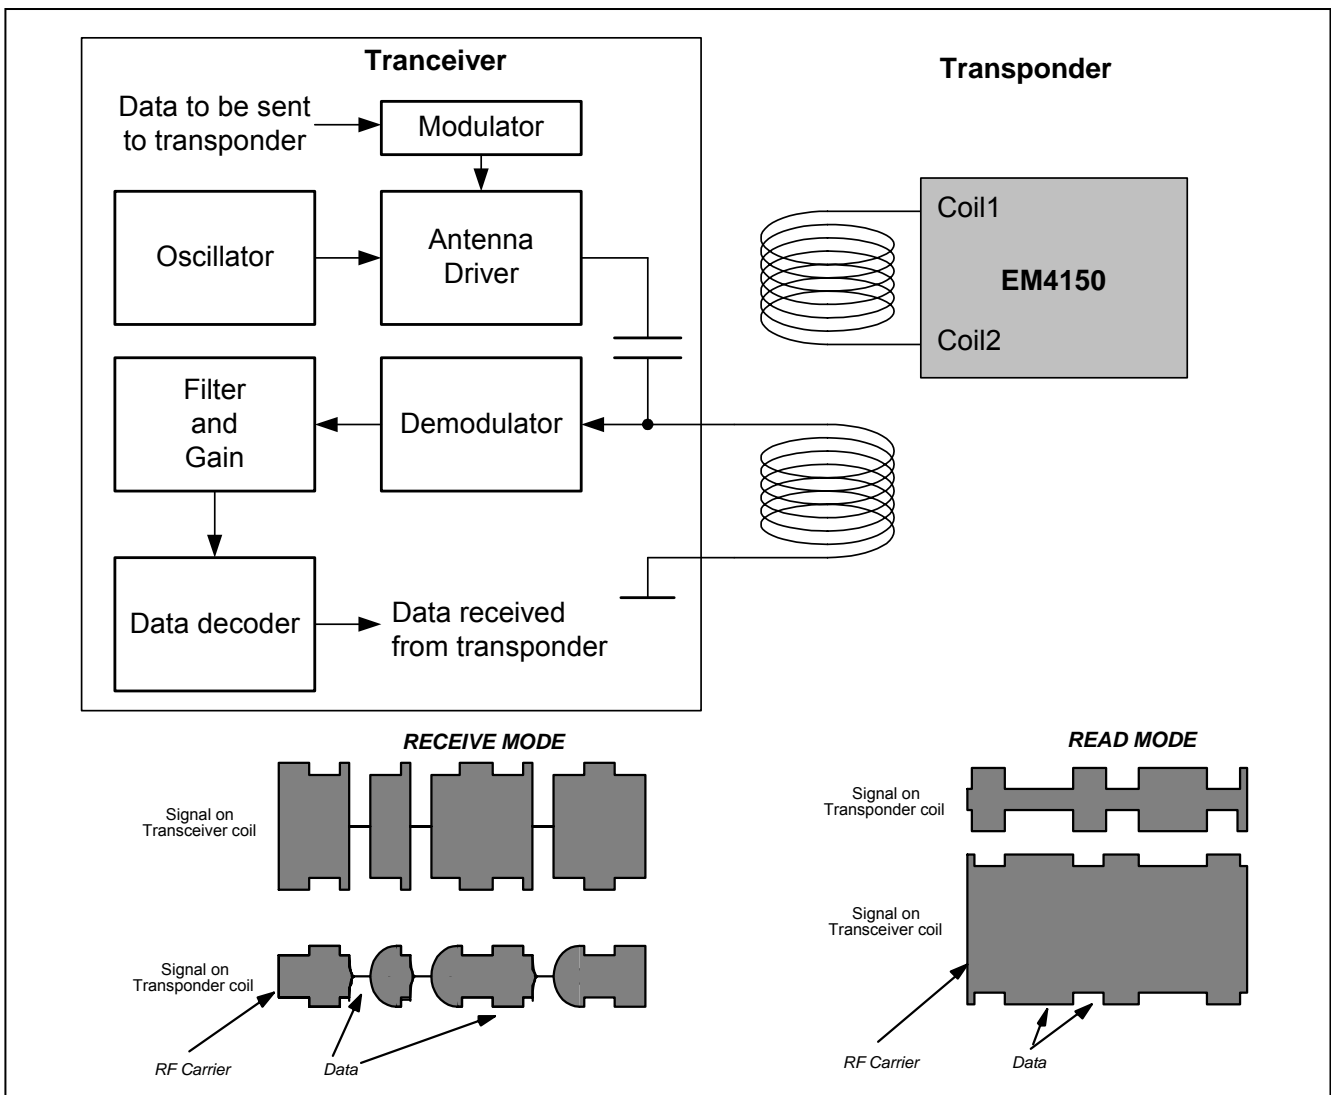 Tranceiver
Transponder
Data to be sent
to transponder
Modulator
Oscillator
Antenna
Driver
Coil1
EM4150
Coil2
Filter
and
Gain
Demodulator
Data decoder
Data received
from transponder
RECEIVE MODE
Signal on
Transceiver coil
Signal on
Transponder coil
RF Carrier
Data
READ MODE
Signal on
Transponder coil
Signal on
Transceiver coil
RF Carrier
Data